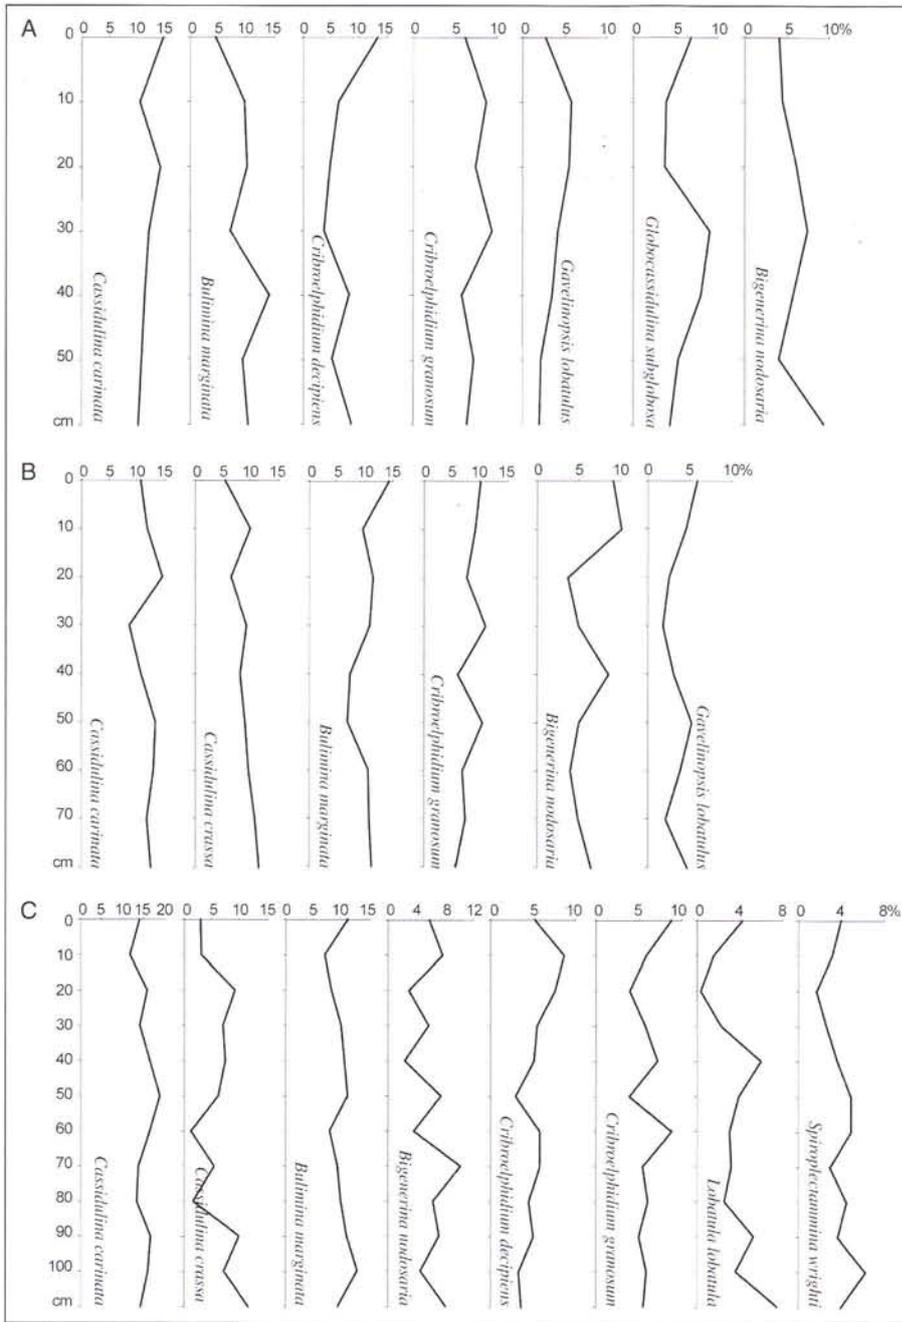 A
0 5 10 15 0 5 10 15 0 5 10 15 0 5 10 0 5 10 0 5 10 0 5 10%
0
10
20
30
40
50
cm
Cassidulina carinata
Bulimina marginata
Cribroelphidium decipiens
Cribroelphidium granosum
Gavelinopsis lobatulus
Globocassidulina subglobosa
Bigenerina nodosaria
B
0 5 10 15 0 5 10 15 0 5 10 15 0 5 10 15 0 5 10 0 5 10%
0
10
20
30
40
50
60
70
cm
Cassidulina carinata
Cassidulina crassa
Bulimina marginata
Cribroelphidium granosum
Bigenerina nodosaria
Gavelinopsis lobatulus
C
0 5 10 15 20 0 5 10 15 0 5 10 15 0 4 8 12 0 5 10 0 5 10 0 4 8 0 4 8%
0
10
20
30
40
50
60
70
80
90
100
cm
Cassidulina carinata
Cassidulina crassa
Bulimina marginata
Bigenerina nodosaria
Cribroelphidium decipiens
Cribroelphidium granosum
Lobatula lobatula
Spiroplectammina wrighti